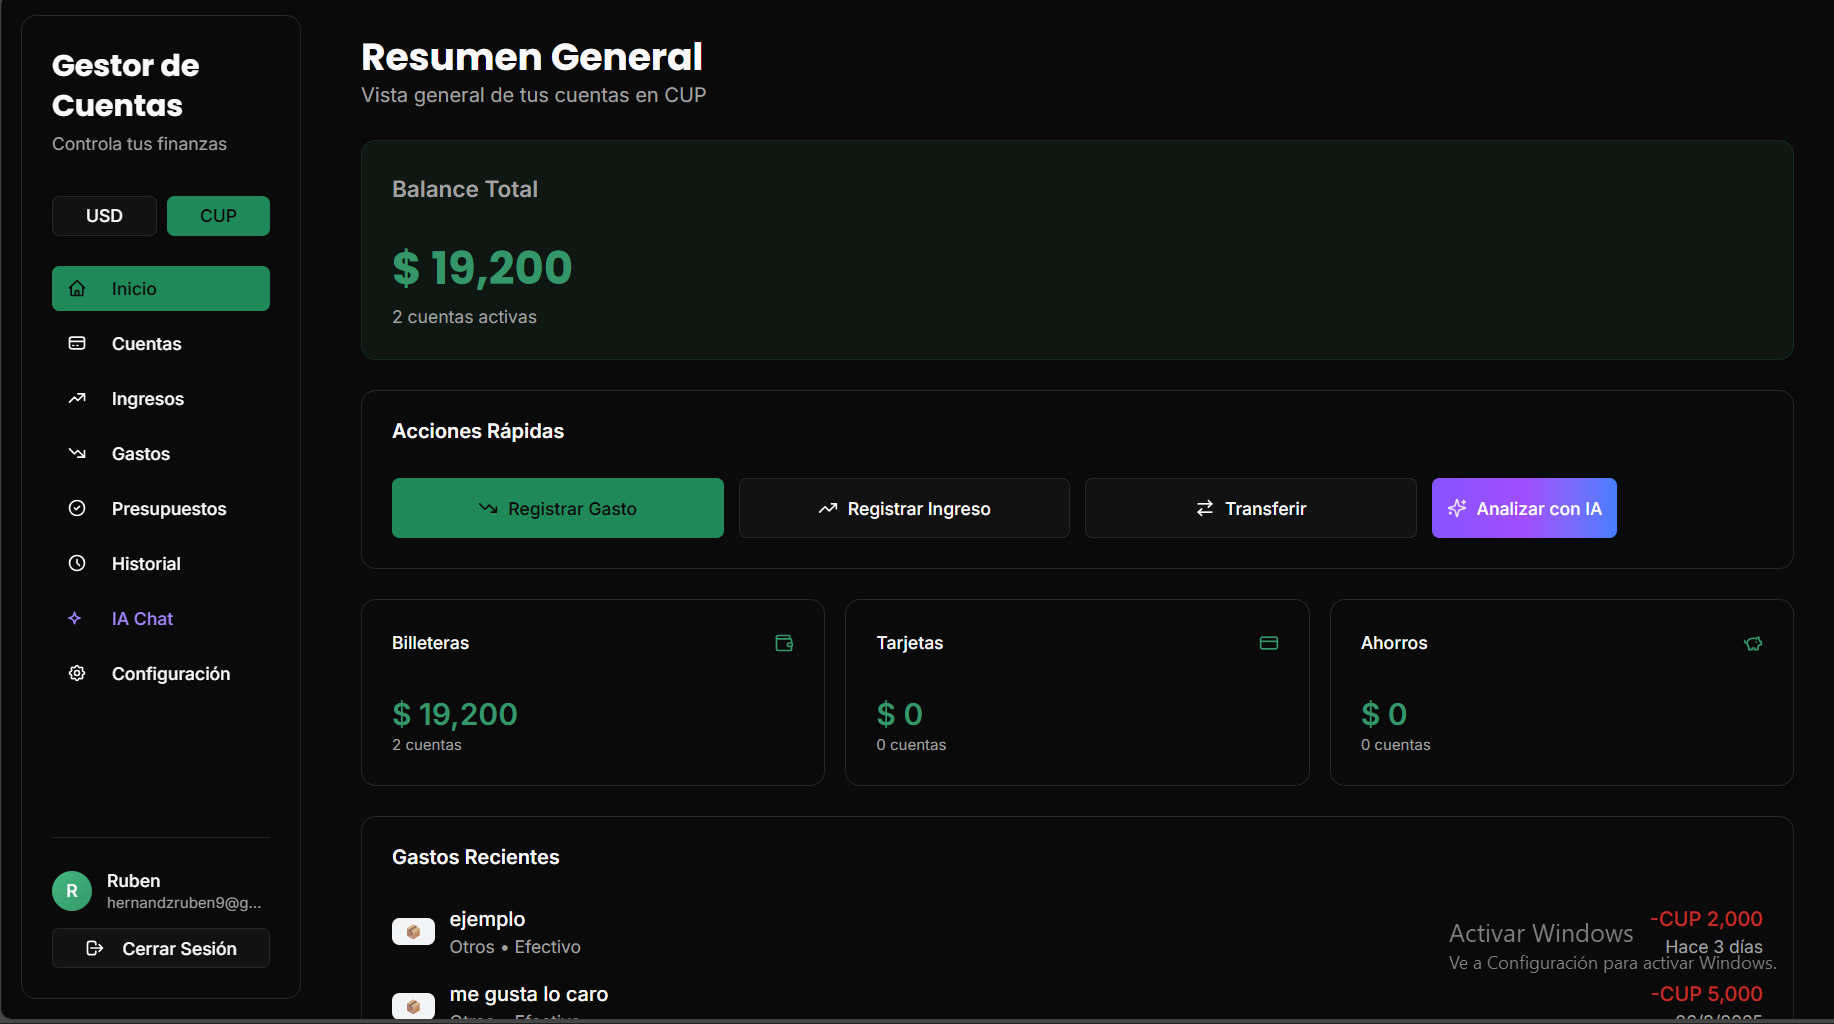 Gestor de
Cuentas
Controla tus finanzas
USD
CUP
Inicio
Cuentas
Ingresos
Gastos
Presupuestos
Historial
IA Chat
Configuración
R
Ruben
hernandzruben9@g...
Cerrar Sesión
Resumen General
Vista general de tus cuentas en CUP
Balance Total
$ 19,200
2 cuentas activas
Acciones Rápidas
Registrar Gasto
Registrar Ingreso
Transferir
Analizar con IA
Billeteras
$ 19,200
2 cuentas
Tarjetas
$ 0
0 cuentas
Ahorros
$ 0
0 cuentas
Gastos Recientes
ejemplo
Otros • Efectivo
-CUP 2,000
Hace 3 días
me gusta lo caro
Otros • Efectivo
-CUP 5,000
Activar Windows
Ve a Configuración para activar Windows.